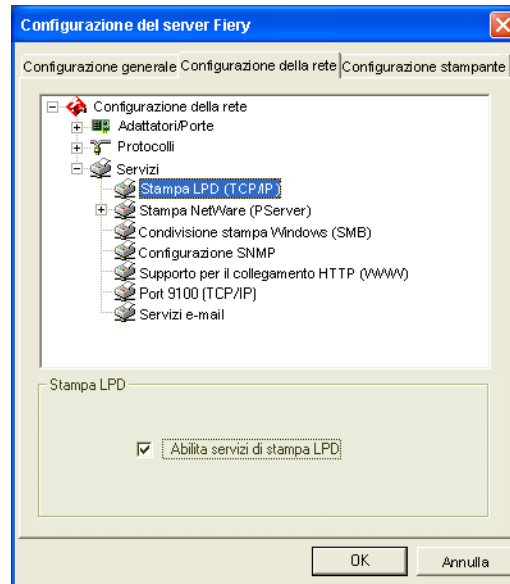 Configurazione del server Fiery
Configurazione generale Configurazione della rete Configurazione stampante
Configurazione della rete
Adattatori/Porte
Protocolli
Servizi
Stampa LPD (TCP/IP)
Stampa NetWare (PServer)
Condivisione stampa Windows (SMB)
Configurazione SNMP
Supporto per il collegamento HTTP (WWW)
Port 9100 (TCP/IP)
Servizi e-mail
Stampa LPD
Abilita servizi di stampa LPD
OK Annulla